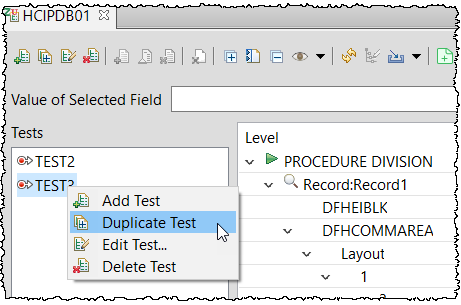 HCIPDB01
Value of Selected Field
Tests
TEST2
TEST3
Add Test
Duplicate Test
Edit Test...
Delete Test
Level
PROCEDURE DIVISION
Record:Record1
DFHEIBLK
DFHCOMMAREA
Layout
1